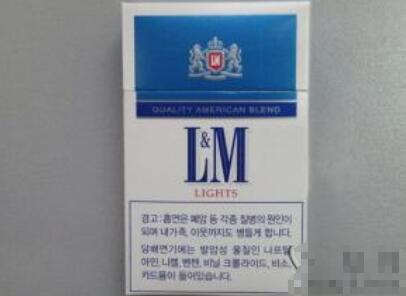 LM
QUALITY AMERICAN BLEND
L&M
LIGHTS
경고: 흡연은 폐암 등 각종 질병의 원인이
되며 내가족, 이웃까지도 병들게 합니다.
담배연기에는 발암성 물질인 나프틸
아민, 니켈, 벤젠, 비닐 크롤라이드, 비소,
카드뮴이 들어있습니다.